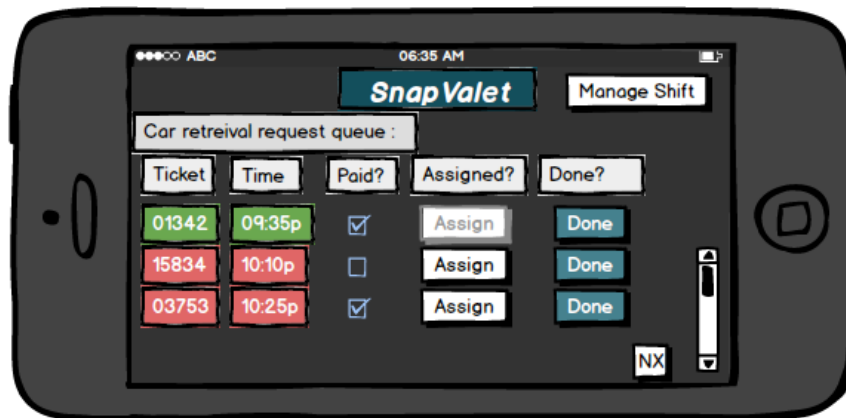 ABC 06:35 AM
SnapValet Manage Shift
Car retreival request queue :
Ticket Time Paid? Assigned? Done?
01342 09:35p Assign Done
15834 10:10p Assign Done
03753 10:25p Assign Done
NX